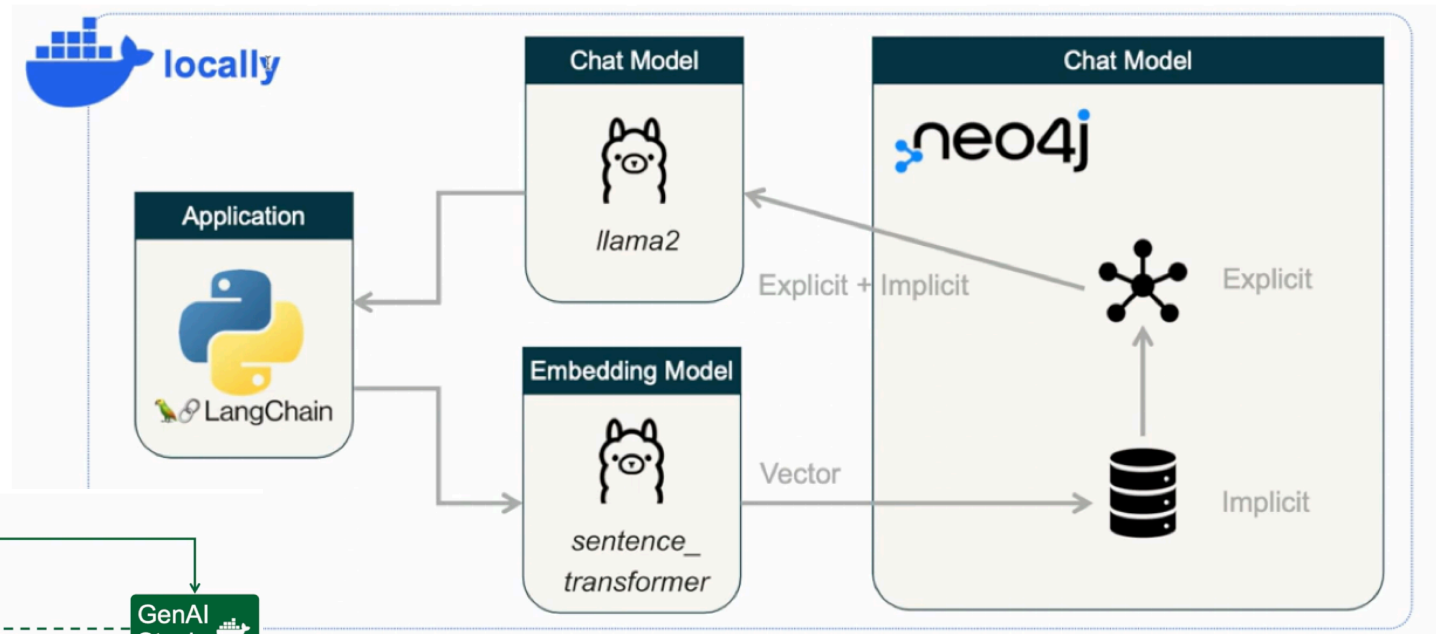 locally
Chat Model
Chat Model
neo4j
Application
llama2
Explicit + Implicit
Explicit
LangChain
Embedding Model
Vector
Implicit
sentence_
transformer
GenAI